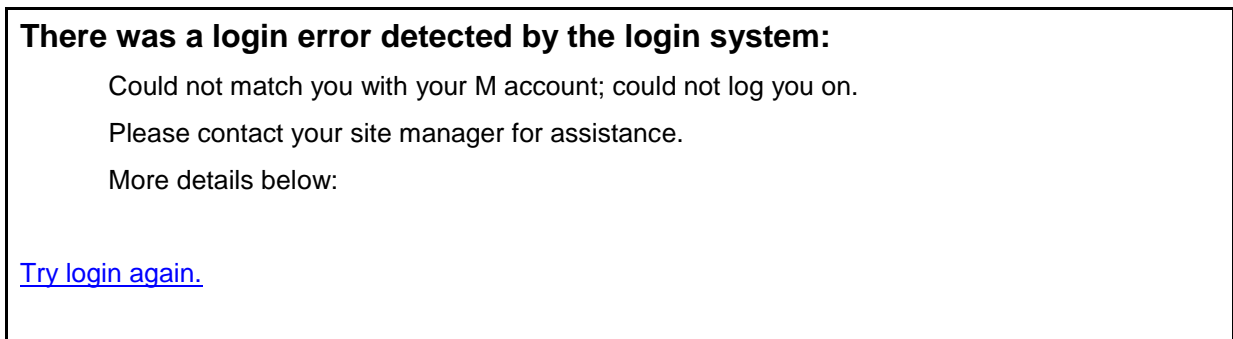 There was a login error detected by the login system:
Could not match you with your M account; could not log you on.
Please contact your site manager for assistance.
More details below:
Try login again.